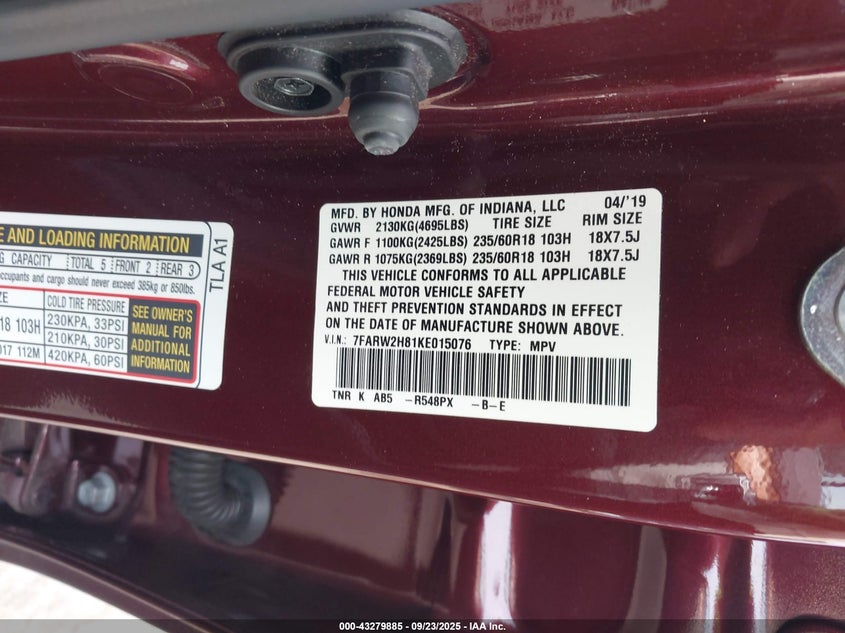 E AND LOADING INFORMATION
G CAPACITY TOTAL 5 FRONT 2 REAR 3
occupants and cargo should never exceed 385kg or 850lbs.
ZE COLD TIRE PRESSURE
18 103H 230KPA, 33PSI
210KPA, 30PSI
017 112M 420KPA, 60PSI
SEE OWNER'S
MANUAL FOR
ADDITIONAL
INFORMATION
TLA A1
MFD. BY HONDA MFG. OF INDIANA, LLC 04/'19
GVWR 2130KG(4695LBS) TIRE SIZE RIM SIZE
GAWR F 1100KG(2425LBS) 235/60R18 103H 18X7.5J
GAWR R 1075KG(2369LBS) 235/60R18 103H 18X7.5J
THIS VEHICLE CONFORMS TO ALL APPLICABLE
FEDERAL MOTOR VEHICLE SAFETY
AND THEFT PREVENTION STANDARDS IN EFFECT
ON THE DATE OF MANUFACTURE SHOWN ABOVE.
V.I.N.: 7FARW2H81KE015076 TYPE: MPV
TNR K AB5 -R548PX -B-E
000-43279885 - 09/23/2025 - IAA Inc.